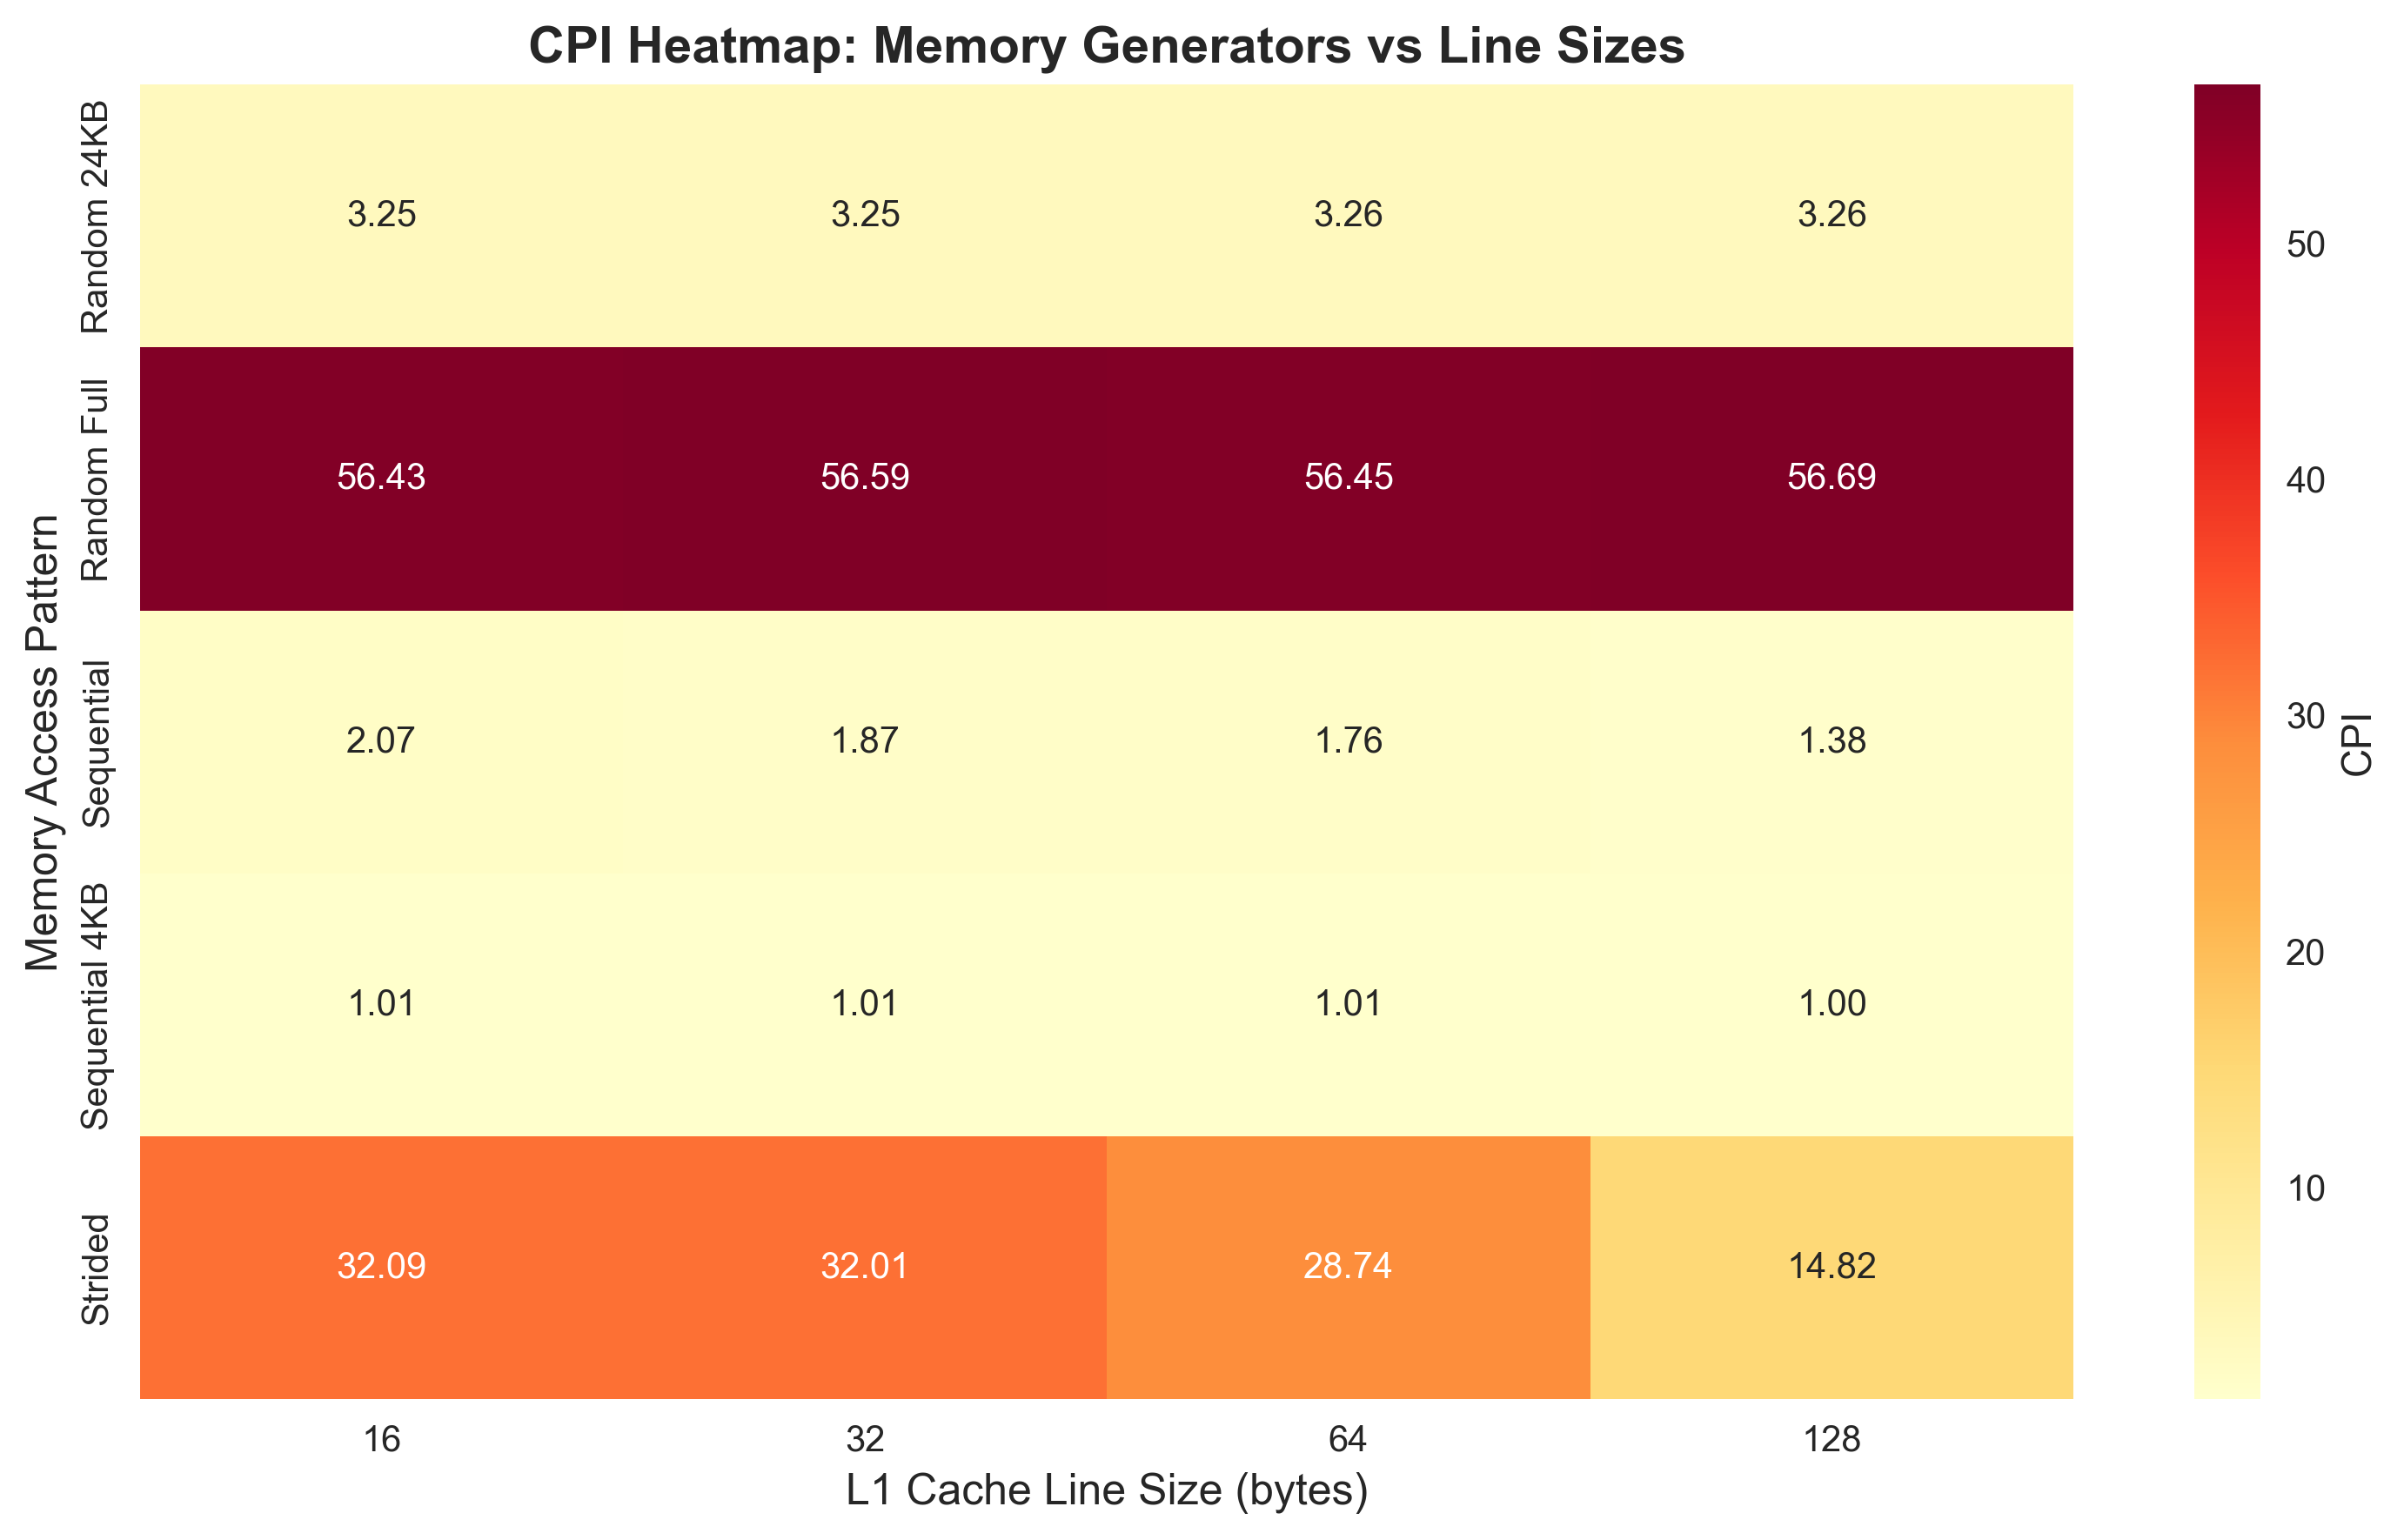 CPI Heatmap: Memory Generators vs Line Sizes
Memory Access Pattern
Random 24KB
3.25 3.25 3.26 3.26
Random Full
56.43 56.59 56.45 56.69
Sequential
2.07 1.87 1.76 1.38
Sequential 4KB
1.01 1.01 1.01 1.00
Strided
32.09 32.01 28.74 14.82
16 32 64 128
L1 Cache Line Size (bytes)
50
40
30
20
10
CPI